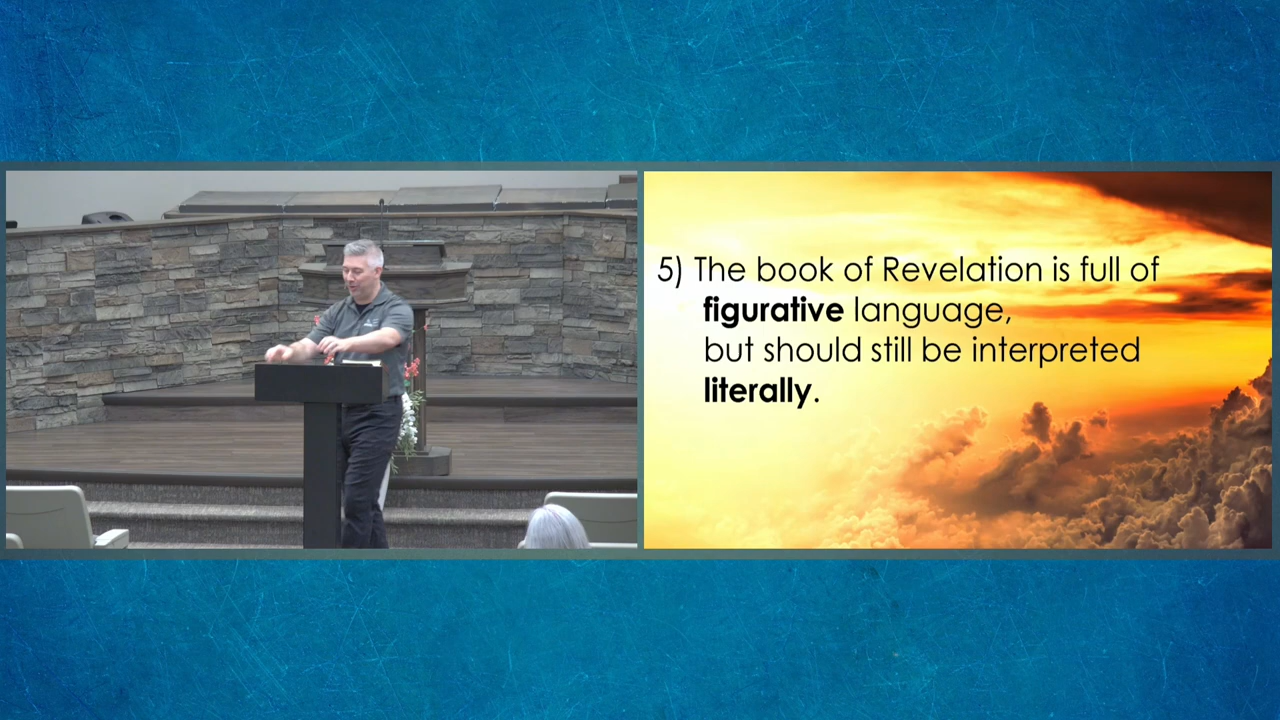 5) The book of Revelation is full of
figurative language,
but should still be interpreted
literally.